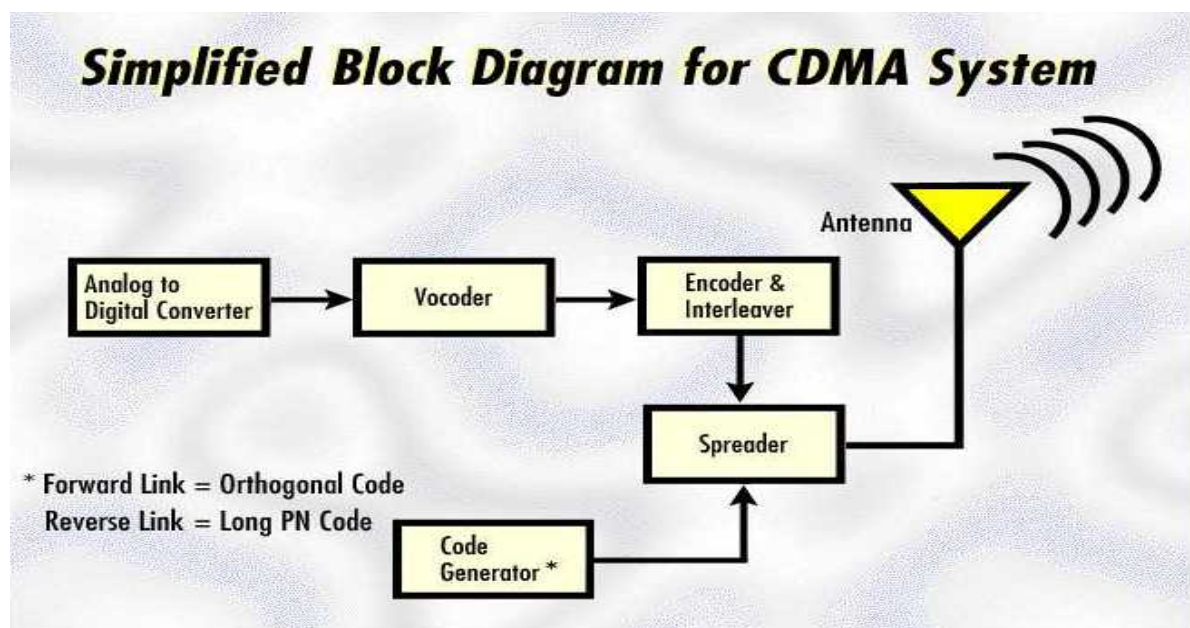 Simplified Block Diagram for CDMA System
Antenna
Analog to
Digital Converter
Vocoder
Encoder &
Interleaver
Spreader
* Forward Link = Orthogonal Code
Reverse Link = Long PN Code
Code
Generator *